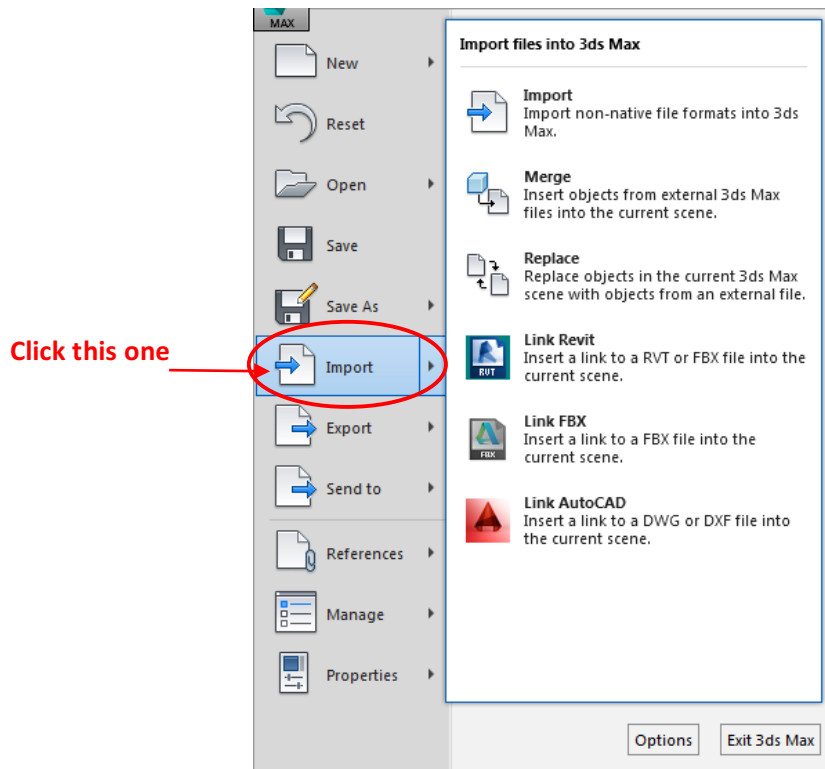 MAX
New
Reset
Open
Save
Save As
Click this one
Import
Export
Send to
References
Manage
Properties
Import files into 3ds Max
Import
Import non-native file formats into 3ds
Max.
Merge
Insert objects from external 3ds Max
files into the current scene.
Replace
Replace objects in the current 3ds Max
scene with objects from an external file.
Link Revit
Insert a link to a RVT or FBX file into the
current scene.
RVT
Link FBX
Insert a link to a FBX file into the
current scene.
FBX
Link AutoCAD
Insert a link to a DWG or DXF file into
the current scene.
Options
Exit 3ds Max